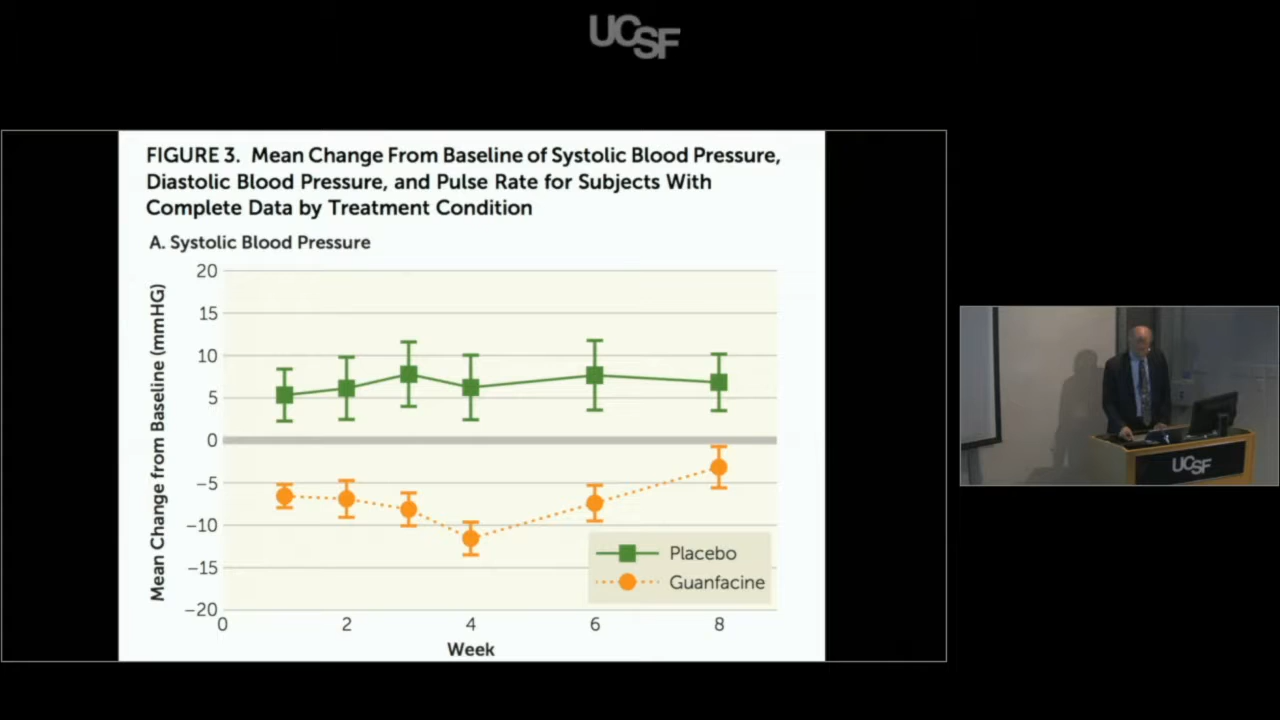 UCSF
FIGURE 3. Mean Change From Baseline of Systolic Blood Pressure,
Diastolic Blood Pressure, and Pulse Rate for Subjects With
Complete Data by Treatment Condition
A. Systolic Blood Pressure
Mean Change from Baseline (mmHG)
20
15
10
5
0
−5
−10
−15
−20
Placebo
Guanfacine
0 2 4 6 8
Week
UCSF